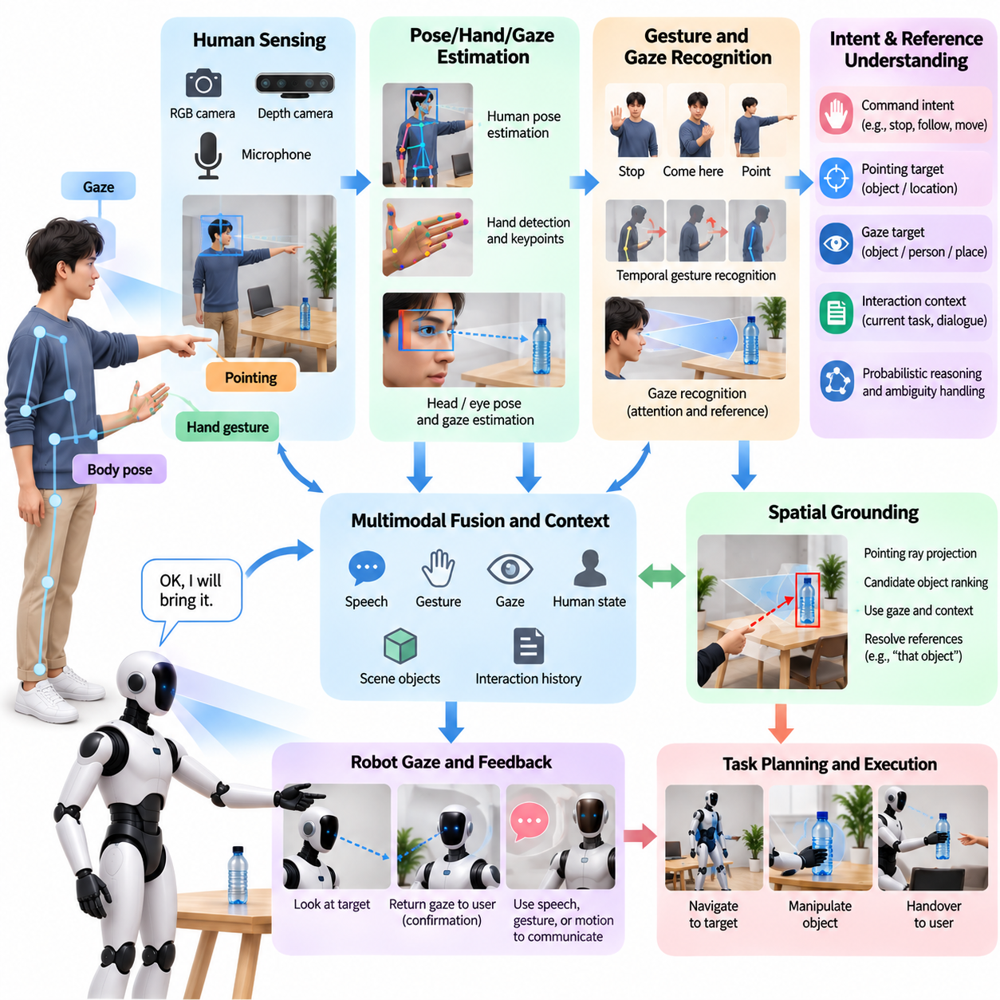 Human Sensing
RGB camera
Depth camera
Microphone
Gaze
Pointing
Hand gesture
Body pose
Pose/Hand/Gaze
Estimation
Human pose
estimation
Hand detection
and keypoints
Head / eye pose
and gaze estimation
Gesture and
Gaze Recognition
Stop
Come here
Point
Temporal gesture recognition
Gaze recognition
(attention and reference)
Intent & Reference
Understanding
Command intent
(e.g., stop, follow, move)
Pointing target
(object / location)
Gaze target
(object / person / place)
Interaction context
(current task, dialogue)
Probabilistic reasoning
and ambiguity handling
Multimodal Fusion and Context
Speech
Gesture
Gaze
Human state
Scene objects
Interaction history
Spatial Grounding
Pointing ray projection
Candidate object ranking
Use gaze and context
Resolve references
(e.g., “that object”)
OK, I will
bring it.
Robot Gaze and Feedback
Look at target
Return gaze to user
(confirmation)
Use speech,
gesture, or motion
to communicate
Task Planning and Execution
Navigate
to target
Manipulate
object
Handover
to user